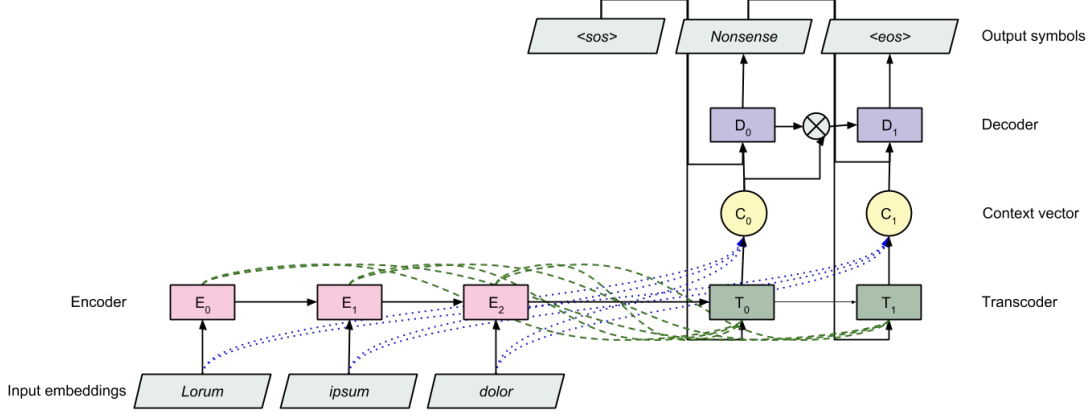 <sos> Nonsense <eos> Output symbols
D0 D1 Decoder
C0 C1 Context vector
Encoder E0 E1 E2 T0 T1 Transcoder
Input embeddings Lorum ipsum dolor